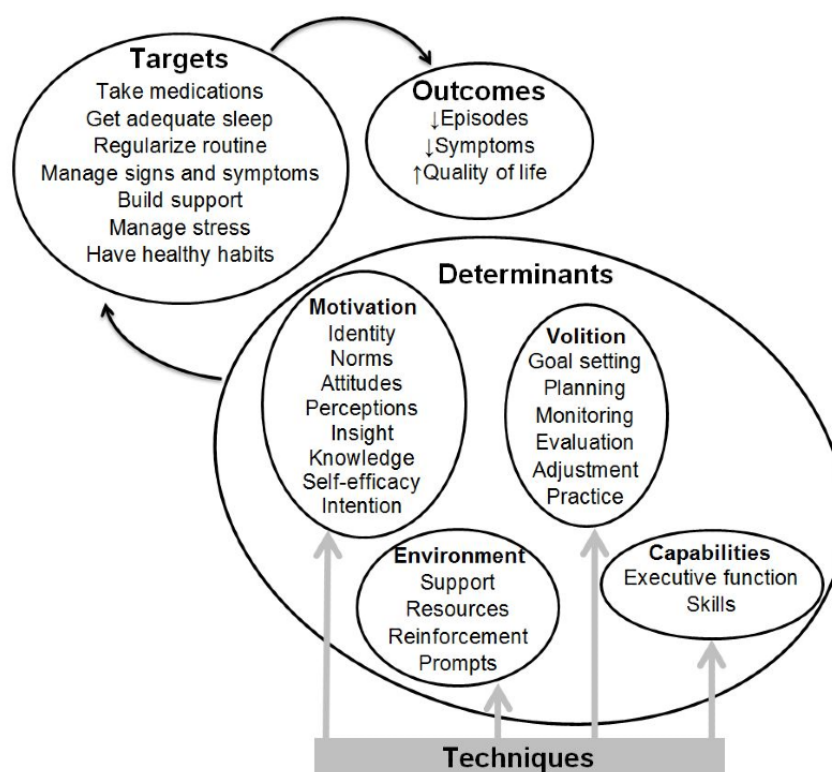 Targets
Take medications
Get adequate sleep
Regularize routine
Manage signs and symptoms
Build support
Manage stress
Have healthy habits
Outcomes
↓Episodes
↓Symptoms
↑Quality of life
Determinants
Motivation
Identity
Norms
Attitudes
Perceptions
Insight
Knowledge
Self-efficacy
Intention
Volition
Goal setting
Planning
Monitoring
Evaluation
Adjustment
Practice
Environment
Support
Resources
Reinforcement
Prompts
Capabilities
Executive function
Skills
Techniques